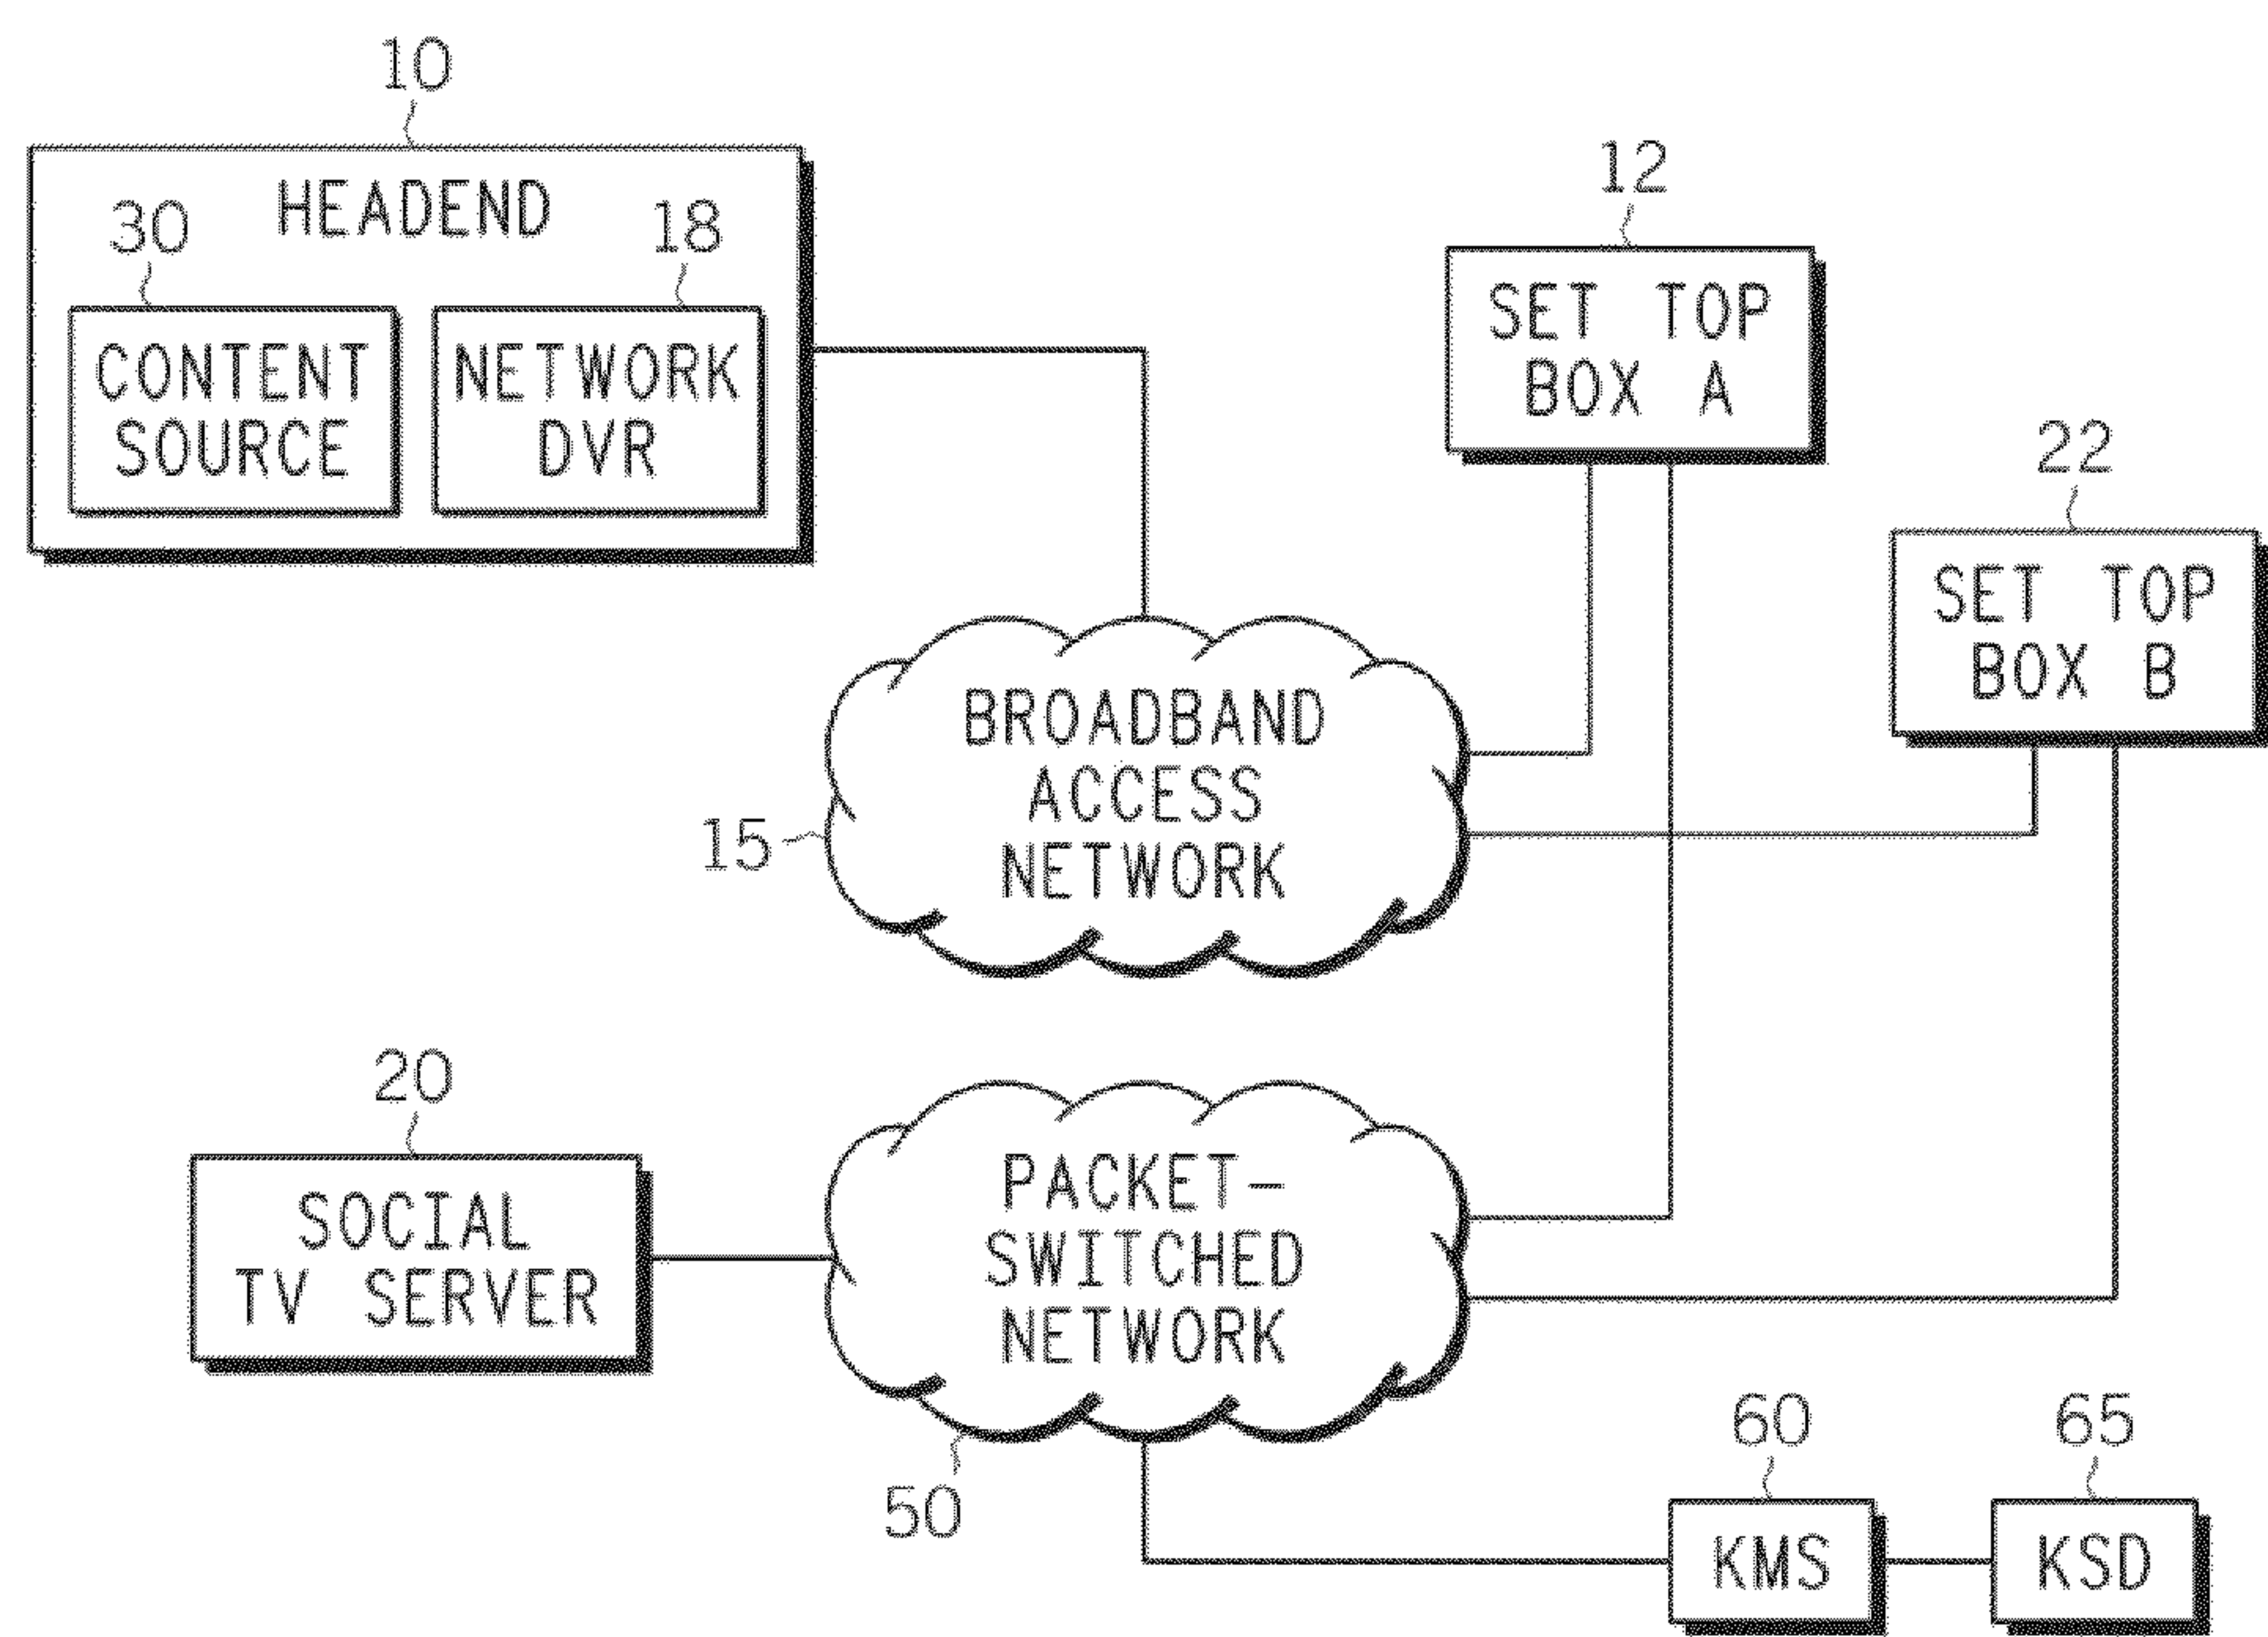 10
HEADEND
30
18
CONTENT
SOURCE
NETWORK
DVR
12
SET TOP
BOX A
22
SET TOP
BOX B
BROADBAND
ACCESS
NETWORK
15
20
SOCIAL
TV SERVER
PACKET-
SWITCHED
NETWORK
50
60
KMS
65
KSD